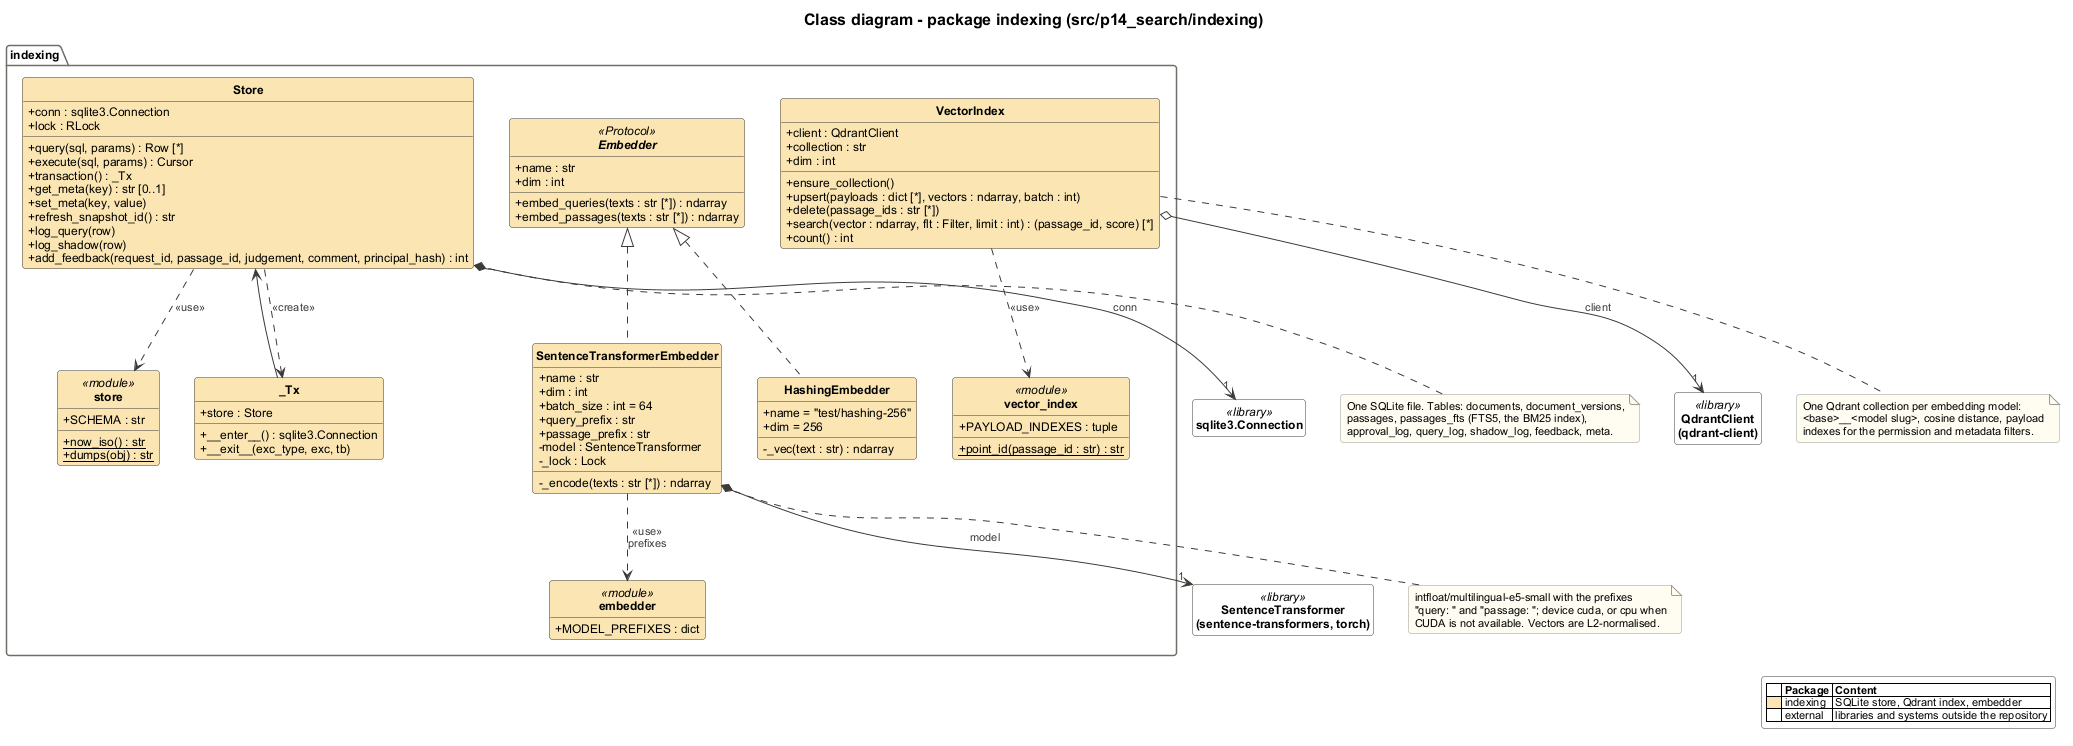 Class diagram - package indexing (src/p14_search/indexing)
indexing
Store
+conn : sqlite3.Connection
+lock : RLock
+query(sql, params) : Row [*]
+execute(sql, params) : Cursor
+transaction() : _Tx
+get_meta(key) : str [0..1]
+set_meta(key, value)
+refresh_snapshot_id() : str
+log_query(row)
+log_shadow(row)
+add_feedback(request_id, passage_id, judgement, comment, principal_hash) : int
«Protocol»
Embedder
+name : str
+dim : int
+embed_queries(texts : str [*]) : ndarray
+embed_passages(texts : str [*]) : ndarray
VectorIndex
+client : QdrantClient
+collection : str
+dim : int
+ensure_collection()
+upsert(payloads : dict [*], vectors : ndarray, batch : int)
+delete(passage_ids : str [*])
+search(vector : ndarray, flt : Filter, limit : int) : (passage_id, score) [*]
+count() : int
«use»
«create»
«use»
conn
client
1
1
«module»
store
+SCHEMA : str
+now_iso() : str
+dumps(obj) : str
_Tx
+store : Store
+__enter__() : sqlite3.Connection
+__exit__(exc_type, exc, tb)
SentenceTransformerEmbedder
+name : str
+dim : int
+batch_size : int = 64
+query_prefix : str
+passage_prefix : str
-model : SentenceTransformer
-_lock : Lock
-_encode(texts : str [*]) : ndarray
HashingEmbedder
+name = "test/hashing-256"
+dim = 256
-_vec(text : str) : ndarray
«module»
vector_index
+PAYLOAD_INDEXES : tuple
+point_id(passage_id : str) : str
«library»
sqlite3.Connection
One SQLite file. Tables: documents, document_versions,
passages, passages_fts (FTS5, the BM25 index),
approval_log, query_log, shadow_log, feedback, meta.
«library»
QdrantClient
(qdrant-client)
One Qdrant collection per embedding model:
<base>__<model slug>, cosine distance, payload
indexes for the permission and metadata filters.
«use»
prefixes
model
1
«module»
embedder
+MODEL_PREFIXES : dict
«library»
SentenceTransformer
(sentence-transformers, torch)
intfloat/multilingual-e5-small with the prefixes
"query: " and "passage: "; device cuda, or cpu when
CUDA is not available. Vectors are L2-normalised.
Package Content
indexing SQLite store, Qdrant index, embedder
external libraries and systems outside the repository